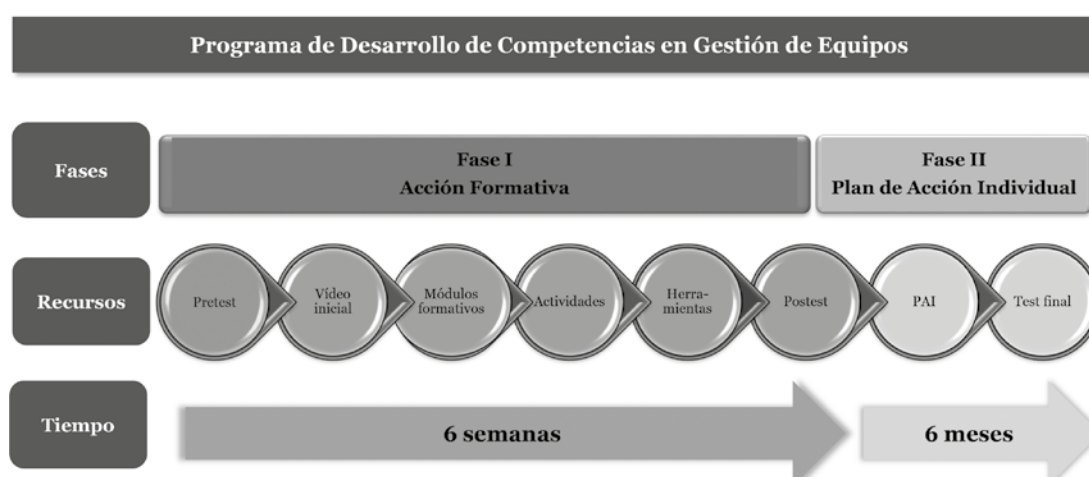 Programa de Desarrollo de Competencias en Gestión de Equipos
Fases
Fase I
Acción Formativa
Fase II
Plan de Acción Individual
Recursos
Pretest
Vídeo
inicial
Módulos
formativos
Actividades
Herra-
mientas
Postest
PAI
Test final
Tiempo
6 semanas
6 meses